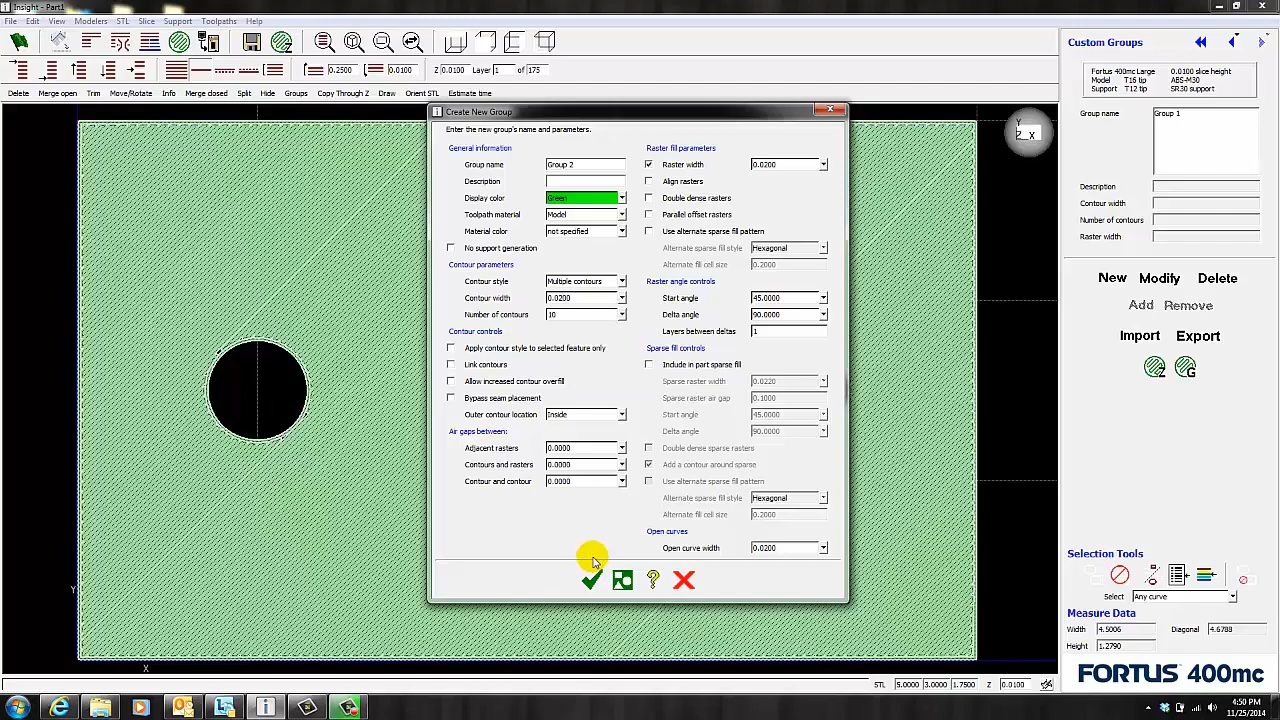 Insight - Part1
File Edit View Modelers STL Slice Support Toolpaths Help
0.2500 0.0100 Z 0.0100 Layer 1 of 175
Delete Merge open Trim Move/Rotate Info Merge closed Split Hide Groups Copy Through Z Draw Orient STL Estimate time
Create New Group
Enter the new group's name and parameters.
General information
Group name Group 2
Description
Display color Green
Toolpath material Model
Material color not specified
No support generation
Contour parameters
Contour style Multiple contours
Contour width 0.0200
Number of contours 10
Contour controls
Apply contour style to selected feature only
Link contours
Allow increased contour overfill
Bypass seam placement
Outer contour location Inside
Air gaps between:
Adjacent rasters 0.0000
Contours and rasters 0.0000
Contour and contour 0.0000
Raster fill parameters
Raster width 0.0200
Align rasters
Double dense rasters
Parallel offset rasters
Use alternate sparse fill pattern
Alternate sparse fill style Hexagonal
Alternate fill cell size 0.2000
Raster angle controls
Start angle 45.0000
Delta angle 90.0000
Layers between deltas 1
Sparse fill controls
Include in part sparse fill
Sparse raster width 0.0220
Sparse raster air gap 0.1000
Start angle 45.0000
Delta angle 90.0000
Double dense sparse rasters
Add a contour around sparse
Use alternate sparse fill pattern
Alternate sparse fill style Hexagonal
Alternate fill cell size 0.2000
Open curves
Open curve width 0.0200
Y
Z X
Y
X
Custom Groups
Fortus 400mc Large 0.0100 slice height
Model T16 tip ABS-M30
Support T12 tip SR30 support
Group name Group 1
Description
Contour width
Number of contours
Raster width
New Modify Delete
Add Remove
Import Export
Z G
Selection Tools
Select Any curve
Measure Data
Width 4.5006 Diagonal 4.6788
Height 1.2790
FORTUS 400mc
STL 5.0000 3.0000 1.7500 Z 0.0100
4:50 PM
11/25/2014